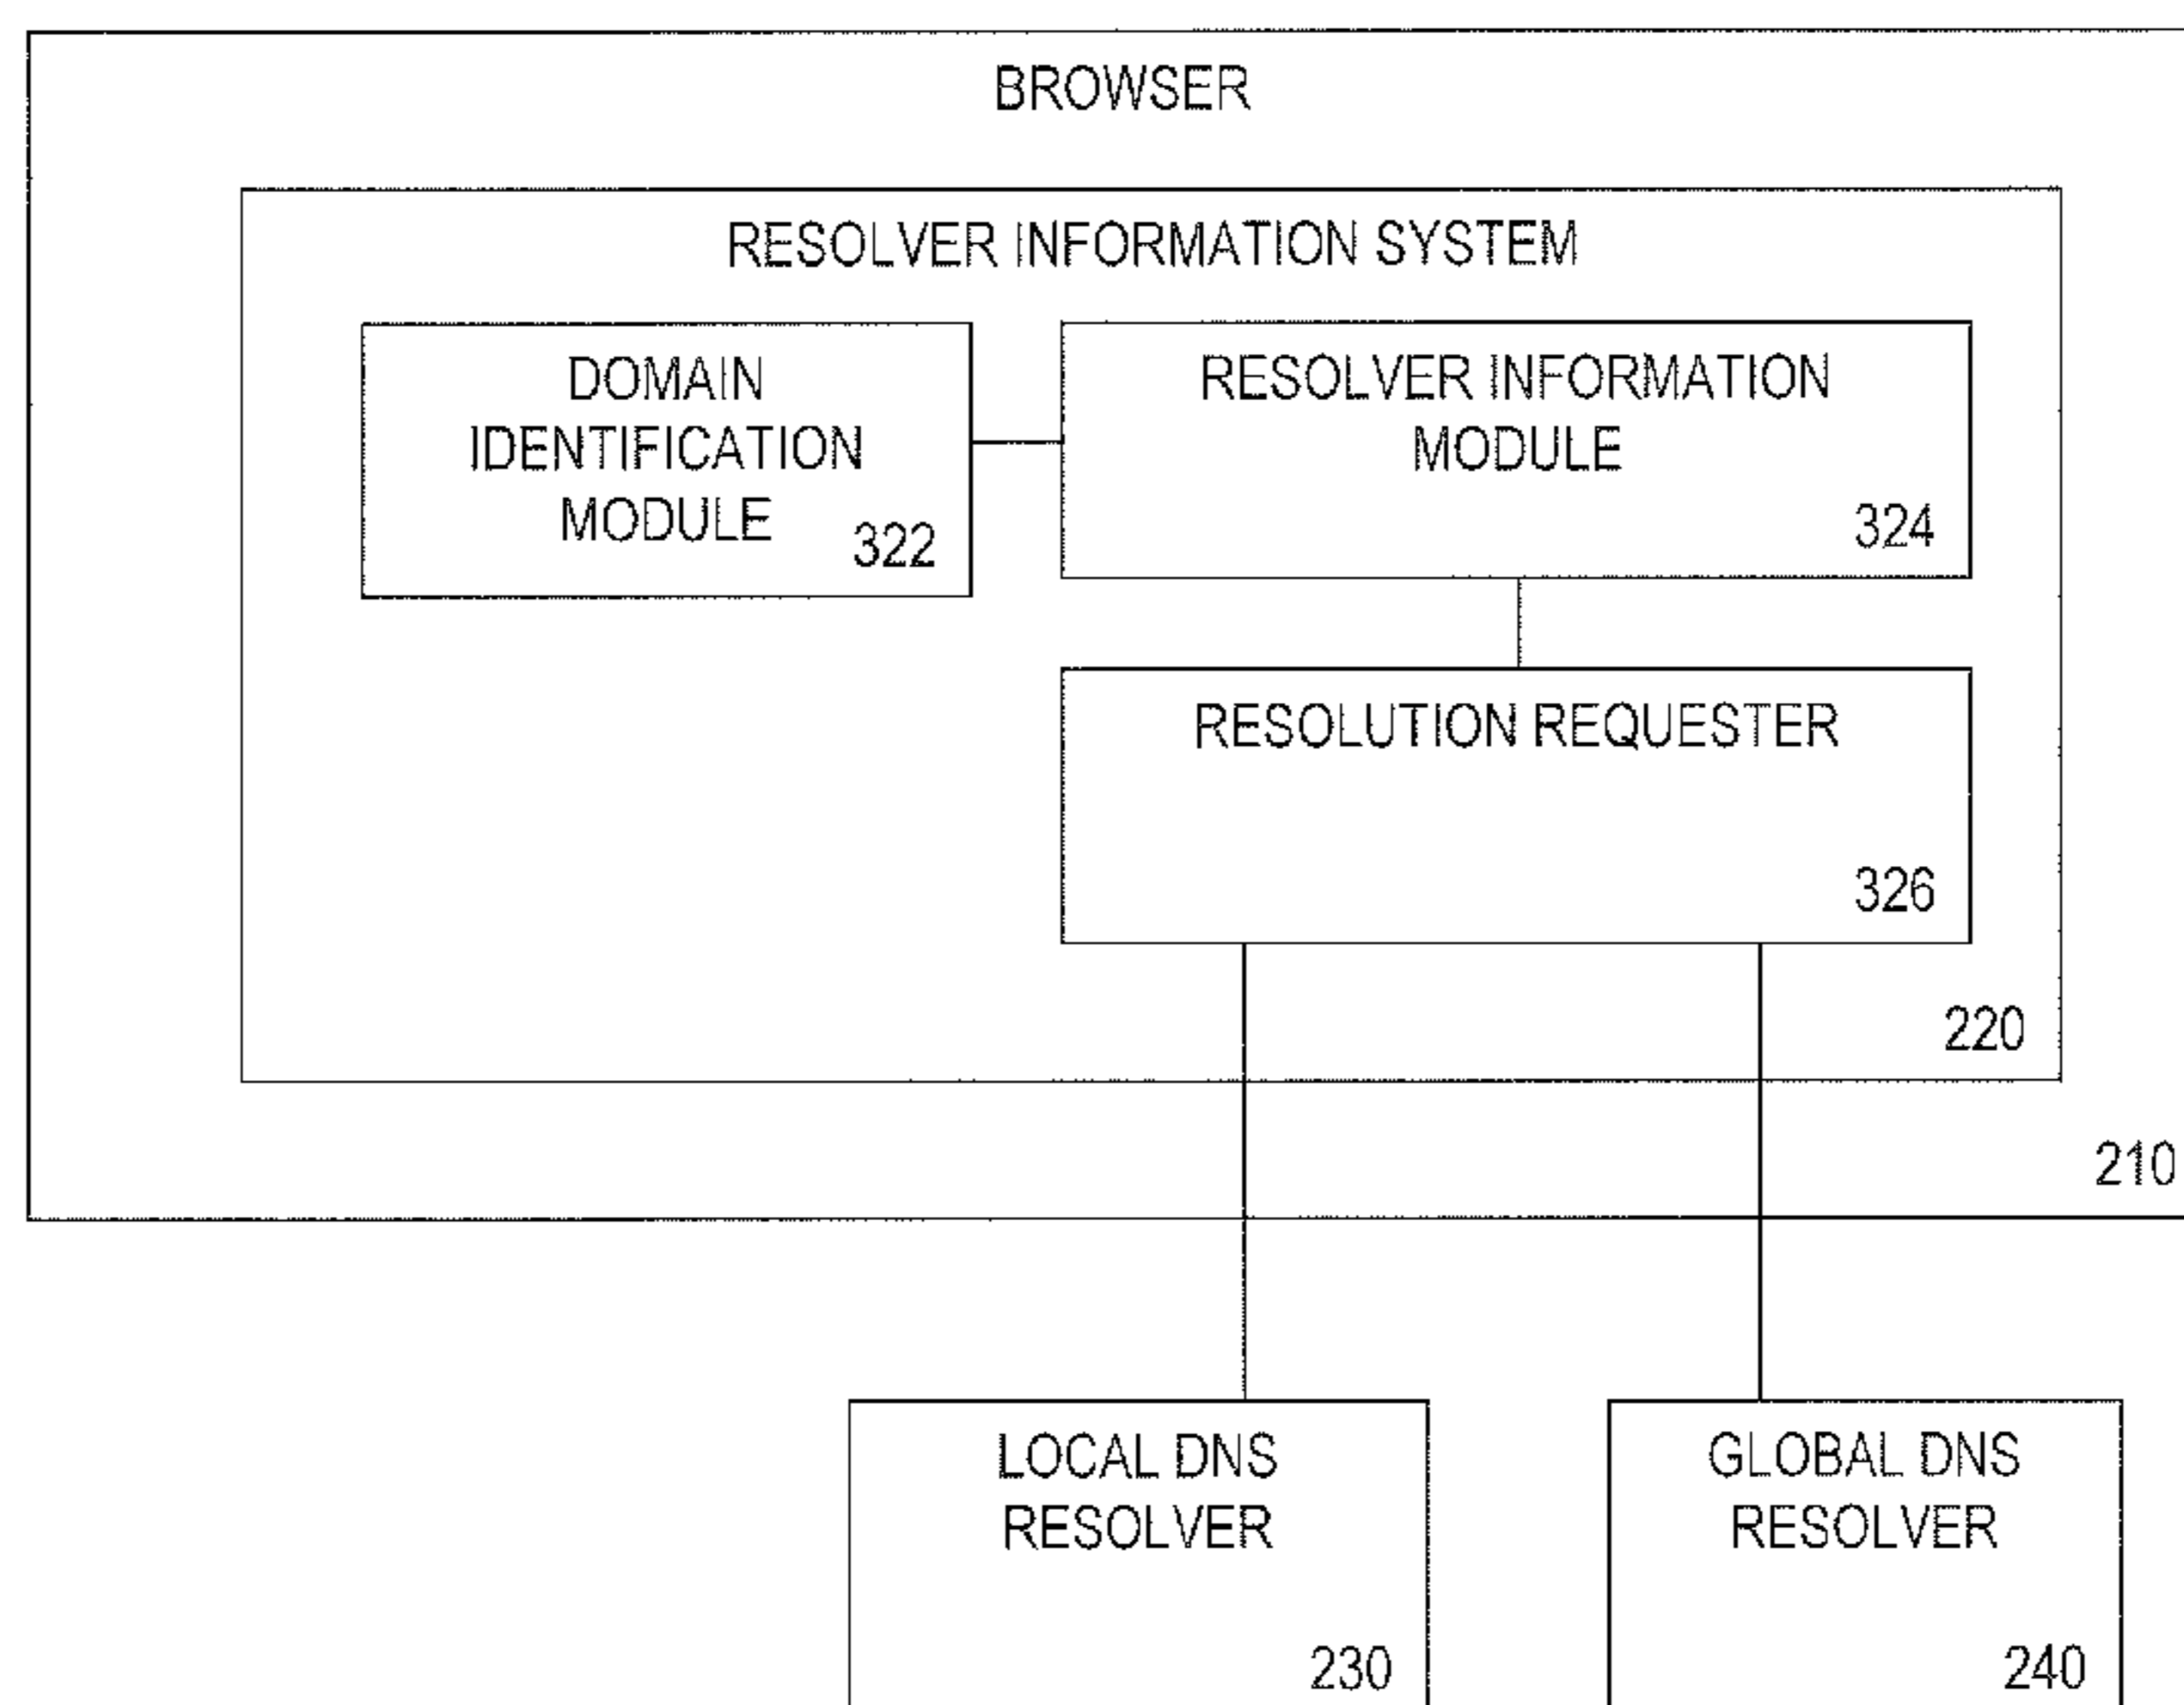 BROWSER
RESOLVER INFORMATION SYSTEM
DOMAIN
IDENTIFICATION
MODULE
322
RESOLVER INFORMATION
MODULE
324
RESOLUTION REQUESTER
326
220
210
LOCAL DNS
RESOLVER
230
GLOBAL DNS
RESOLVER
240